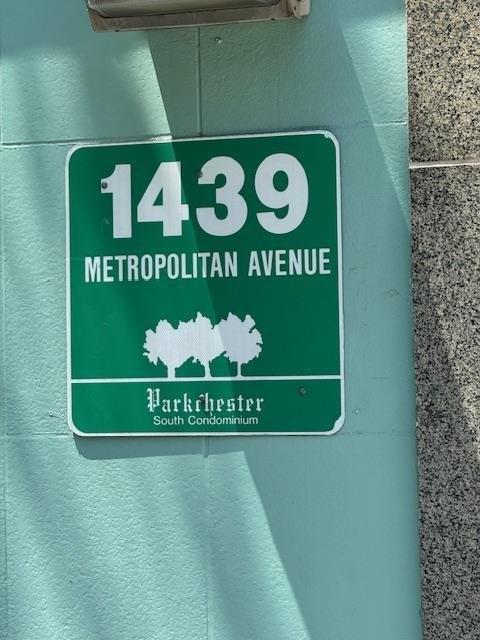 1439
METROPOLITAN AVENUE
Parkchester
South Condominium